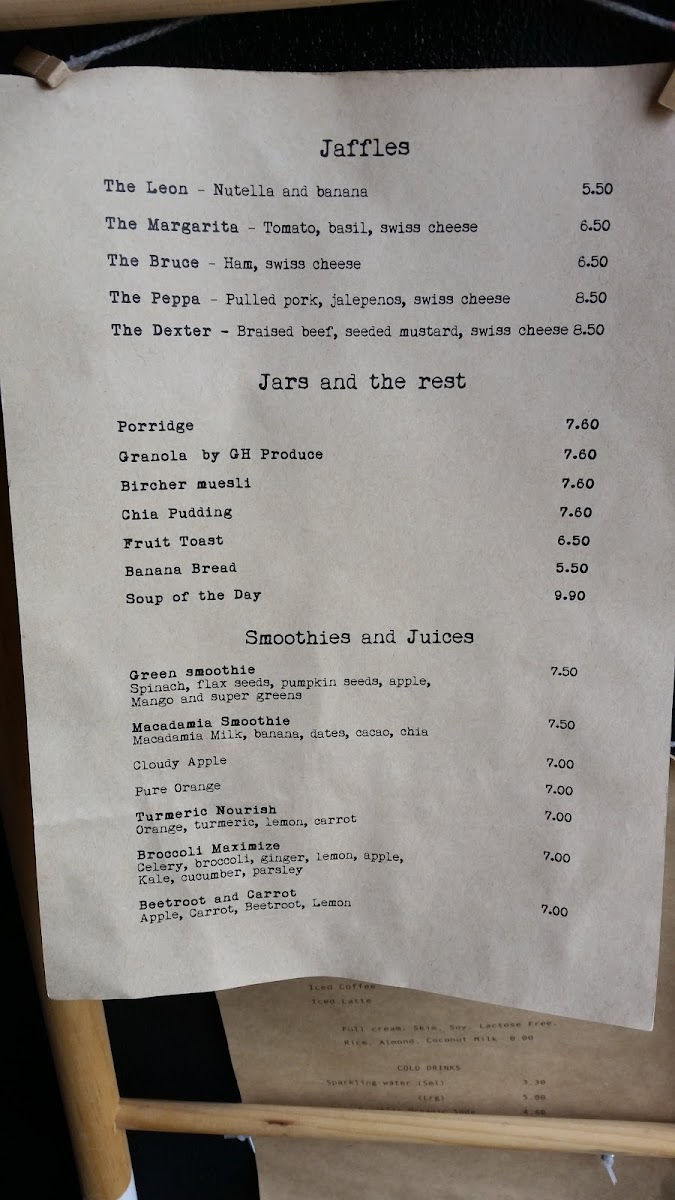 Jaffles
The Leon - Nutella and banana 5.50
The Margarita - Tomato, basil, swiss cheese 6.50
The Bruce - Ham, swiss cheese 6.50
The Peppa - Pulled pork, jalepenos, swiss cheese 8.50
The Dexter - Braised beef, seeded mustard, swiss cheese 8.50
Jars and the rest
Porridge 7.60
Granola by GH Produce 7.60
Bircher muesli 7.60
Chia Pudding 7.60
Fruit Toast 6.50
Banana Bread 5.50
Soup of the Day 9.90
Smoothies and Juices
Green smoothie 7.50
Spinach, flax seeds, pumpkin seeds, apple,
Mango and super greens
Macadamia Smoothie 7.50
Macadamia Milk, banana, dates, cacao, chia
Cloudy Apple 7.00
Pure Orange 7.00
Turmeric Nourish 7.00
Orange, turmeric, lemon, carrot
Broccoli Maximize 7.00
Celery, broccoli, ginger, lemon, apple,
Kale, cucumber, parsley
Beetroot and Carrot 7.00
Apple, Carrot, Beetroot, Lemon
Iced Coffee
Iced Latte
Full cream, Skim, Soy, Lactose Free,
Rice, Almond, Coconut Milk
COLD DRINKS
Sparkling water (Sml) 3.30
(Lrg) 5.00